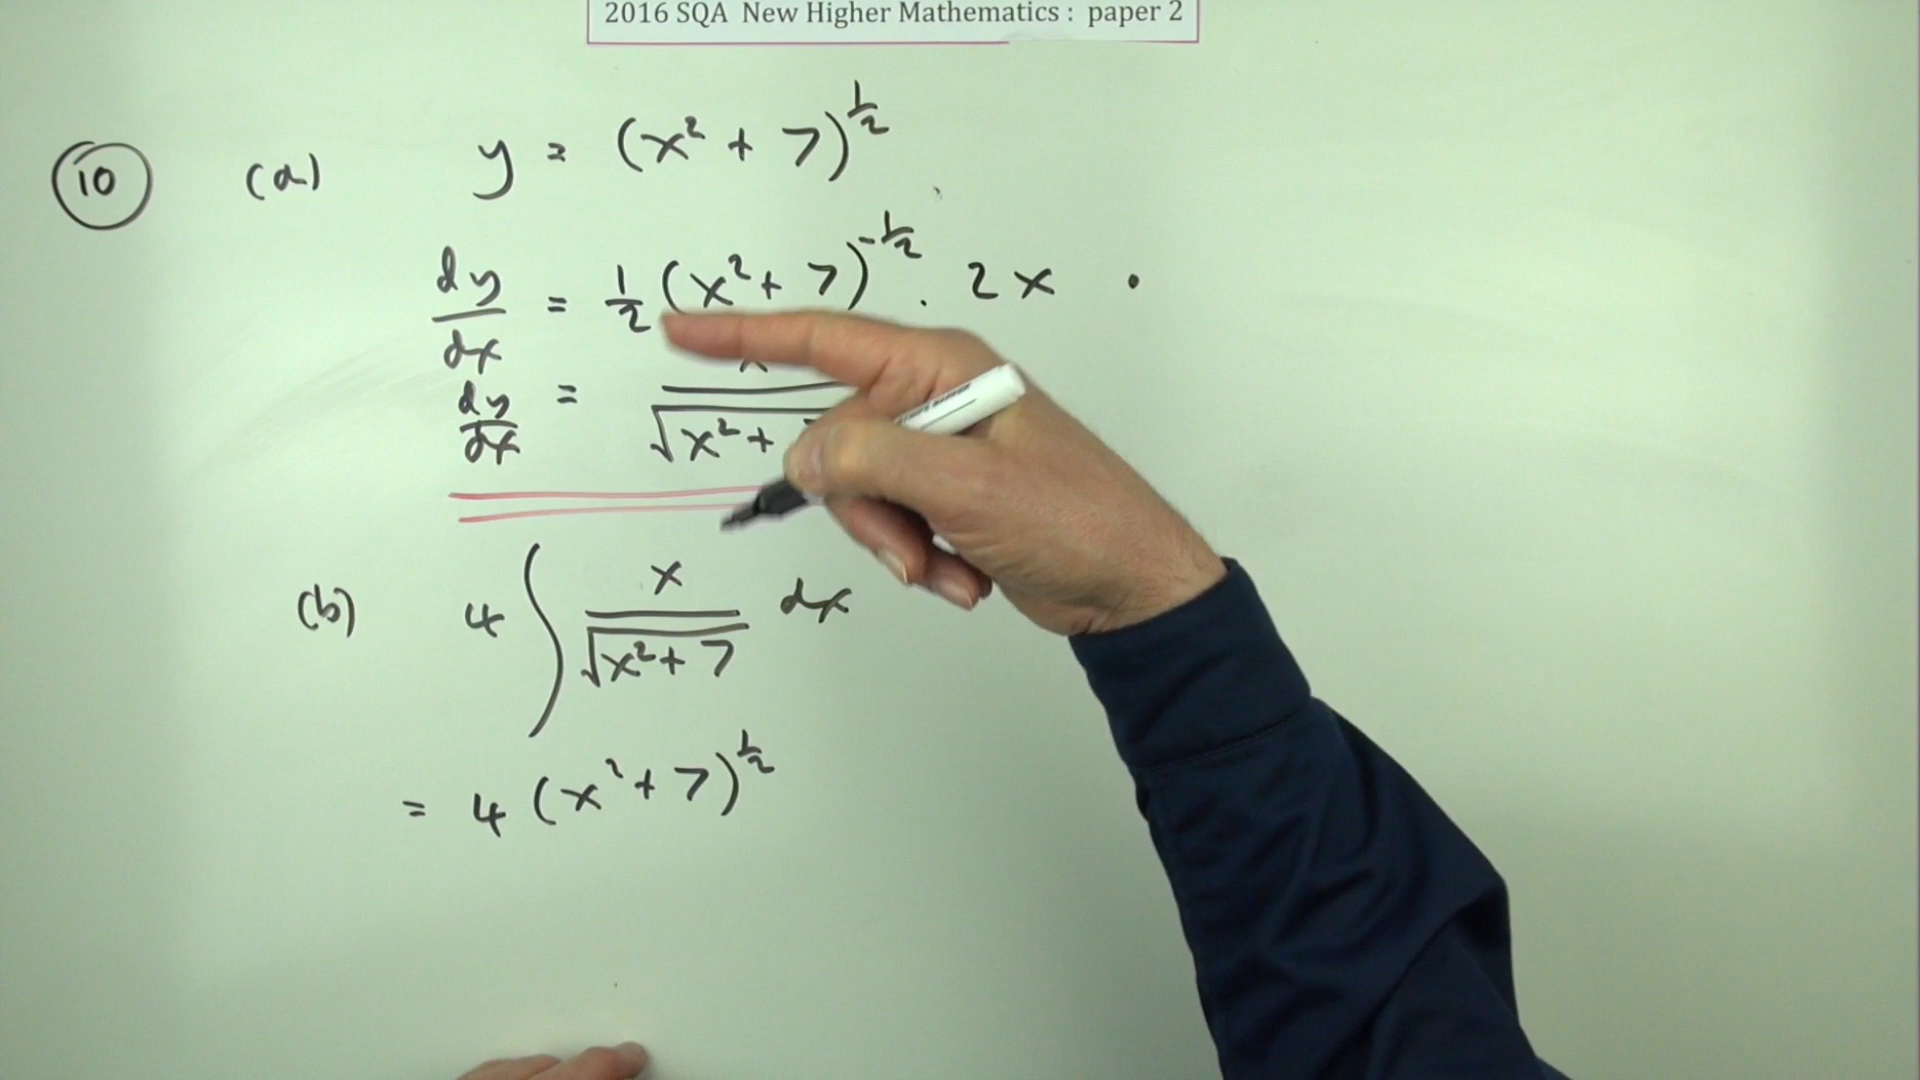 2016 SQA New Higher Mathematics : paper 2
10 (a) y = (x² + 7)^½
dy/dx = ½ (x² + 7)^-½ . 2x .
dy/dx = x / √x² +
(b) 4 ∫ x / √x² + 7 dx
= 4 (x² + 7)^½